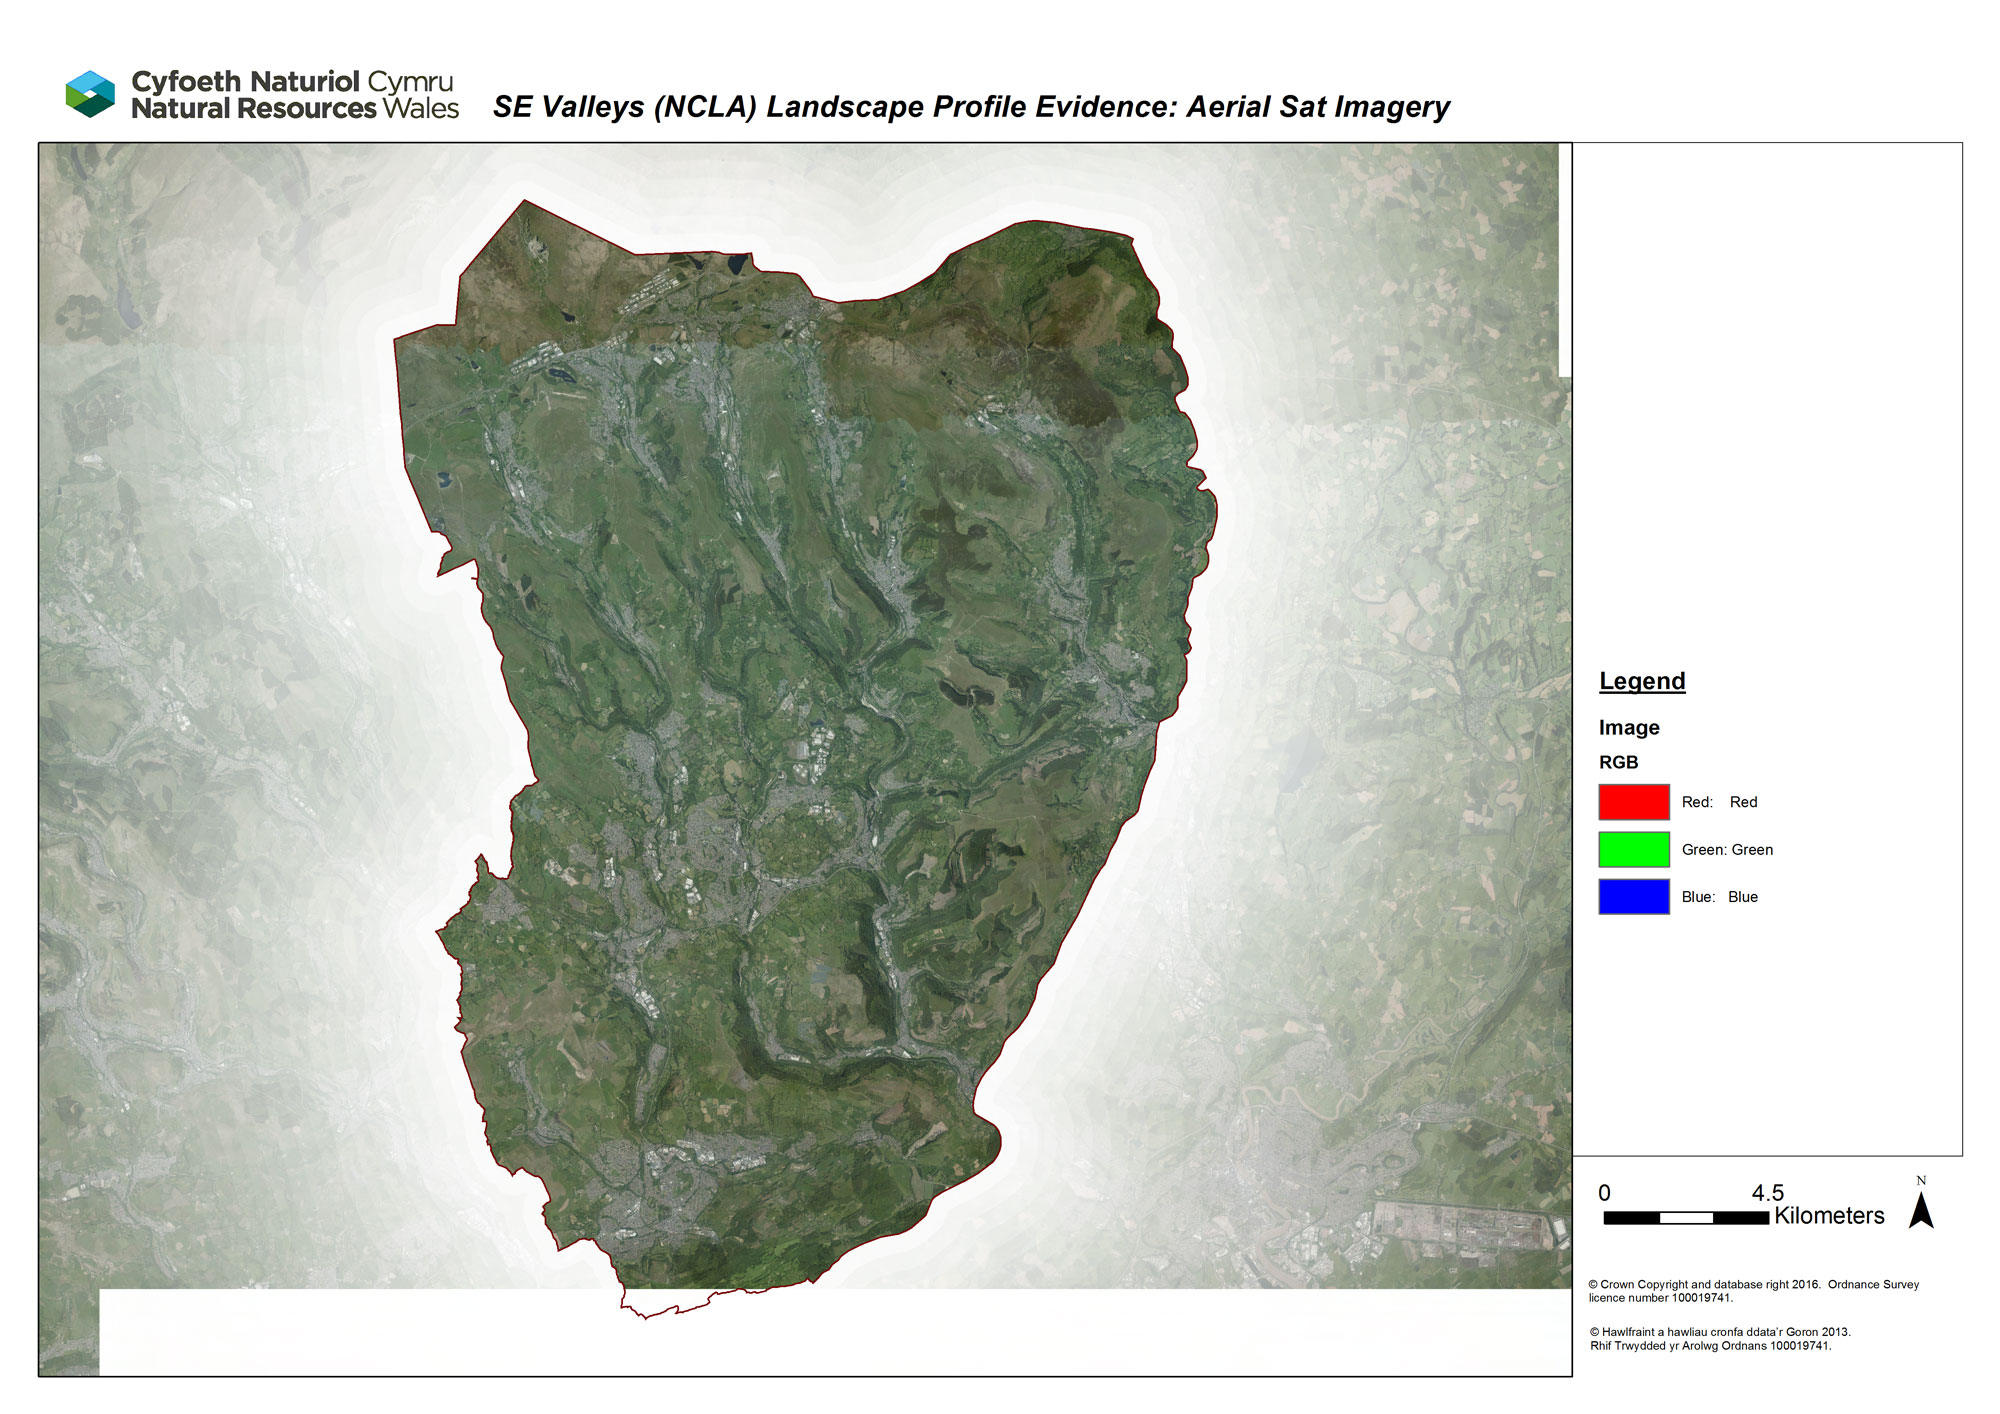 Cyfoeth Naturiol Cymru
Natural Resources Wales
SE Valleys (NCLA) Landscape Profile Evidence: Aerial Sat Imagery
Legend
Image
RGB
Red: Red
Green: Green
Blue: Blue
0 4.5
Kilometers
N
© Crown Copyright and database right 2016. Ordnance Survey
licence number 100019741.
© Hawlfraint a hawliau cronfa ddata'r Goron 2013.
Rhif Trwydded yr Arolwg Ordnans 100019741.